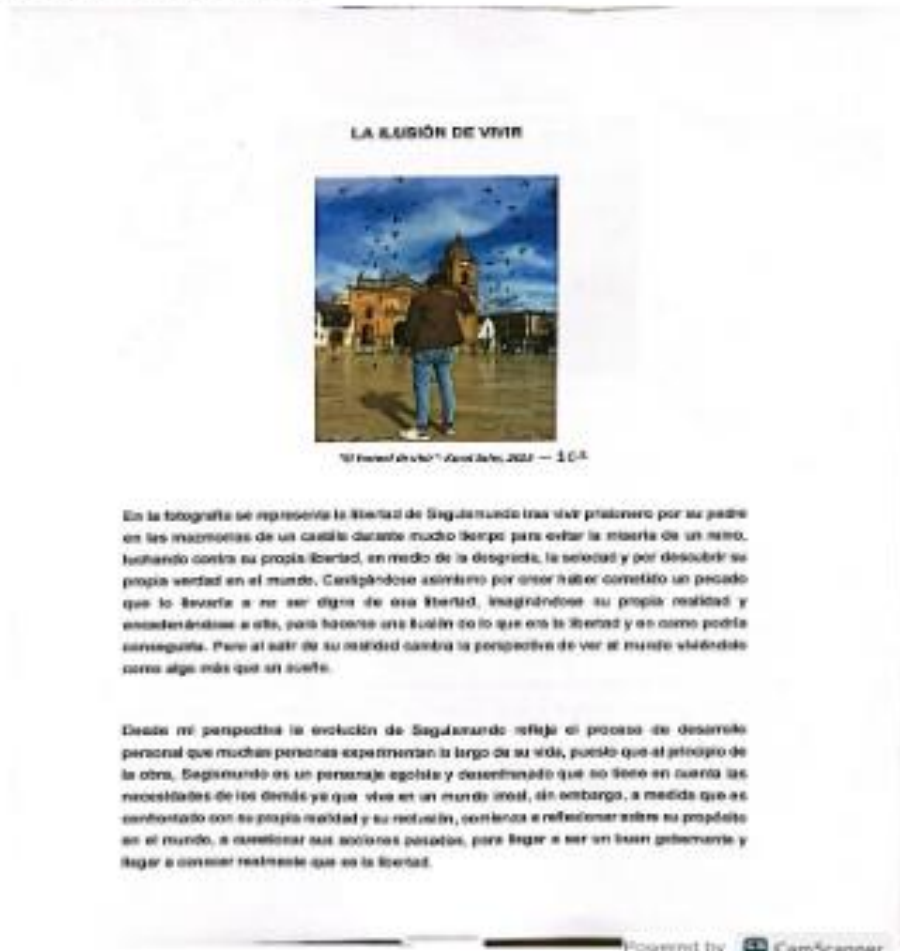 LA ILUSIÓN DE VIVIR
2023 — 10A
En la fotografía se representa la libertad de Seguismundo tras vivir prisionero por su padre
en las mazmorras de un castillo durante mucho tiempo para evitar la miseria de un reino,
luchando contra su propia libertad, en medio de la desgracia, la soledad y por descubrir su
propia verdad en el mundo. Castigándose asimismo por creer haber cometido un pecado
que lo llevaría a no ser digno de esa libertad, imaginándose su propia realidad y
encadenándose a ella, para hacerse una ilusión de lo que era la libertad y en como podría
conseguirla. Pero al salir de su realidad cambia la perspectiva de ver al mundo viviéndolo
como algo más que un sueño.
Desde mi perspectiva la evolución de Seguismundo refleja el proceso de desarrollo
personal que muchas personas experimentan lo largo de su vida, puesto que al principio de
la obra, Segismundo es un personaje egoísta y desenfrenado que no tiene en cuenta las
necesidades de los demás ya que vive en un mundo irreal, sin embargo, a medida que es
confrontado con su propia realidad y su reclusión, comienza a reflexionar sobre su propósito
en el mundo, a cuestionar sus acciones pasadas, para llegar a ser un buen gobernante y
llegar a conocer realmente que es la libertad.
Powered by CamScanner